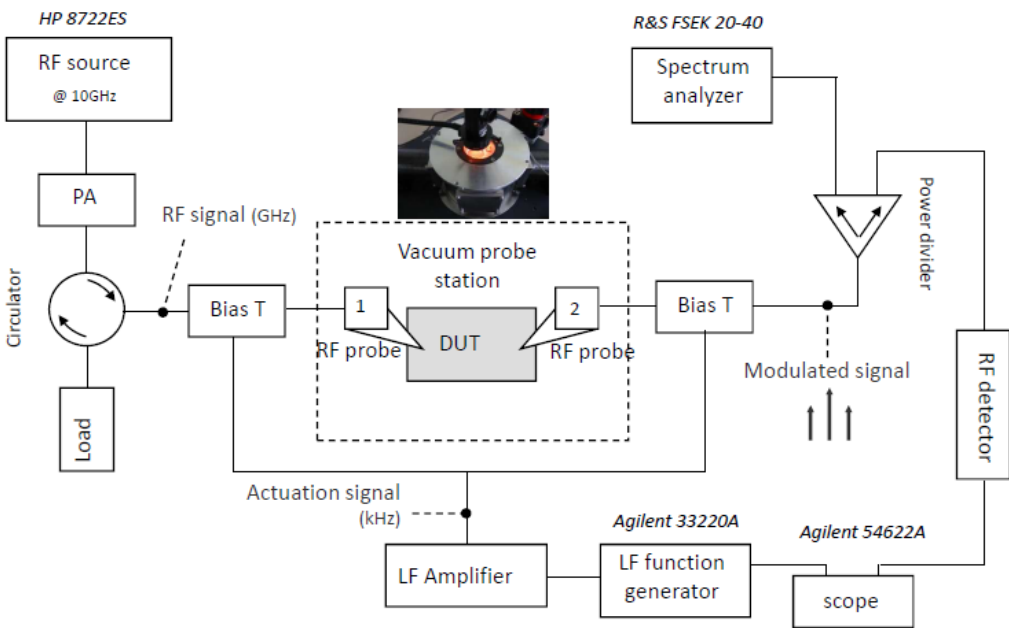 HP 8722ES
RF source
@ 10GHz
PA
Circulator
Load
RF signal (GHz)
Bias T
Vacuum probe
station
1
RF probe
DUT
2
RF probe
Bias T
R&S FSEK 20-40
Spectrum
analyzer
Power divider
Modulated signal
RF detector
Actuation signal
(kHz)
LF Amplifier
Agilent 33220A
LF function
generator
Agilent 54622A
scope